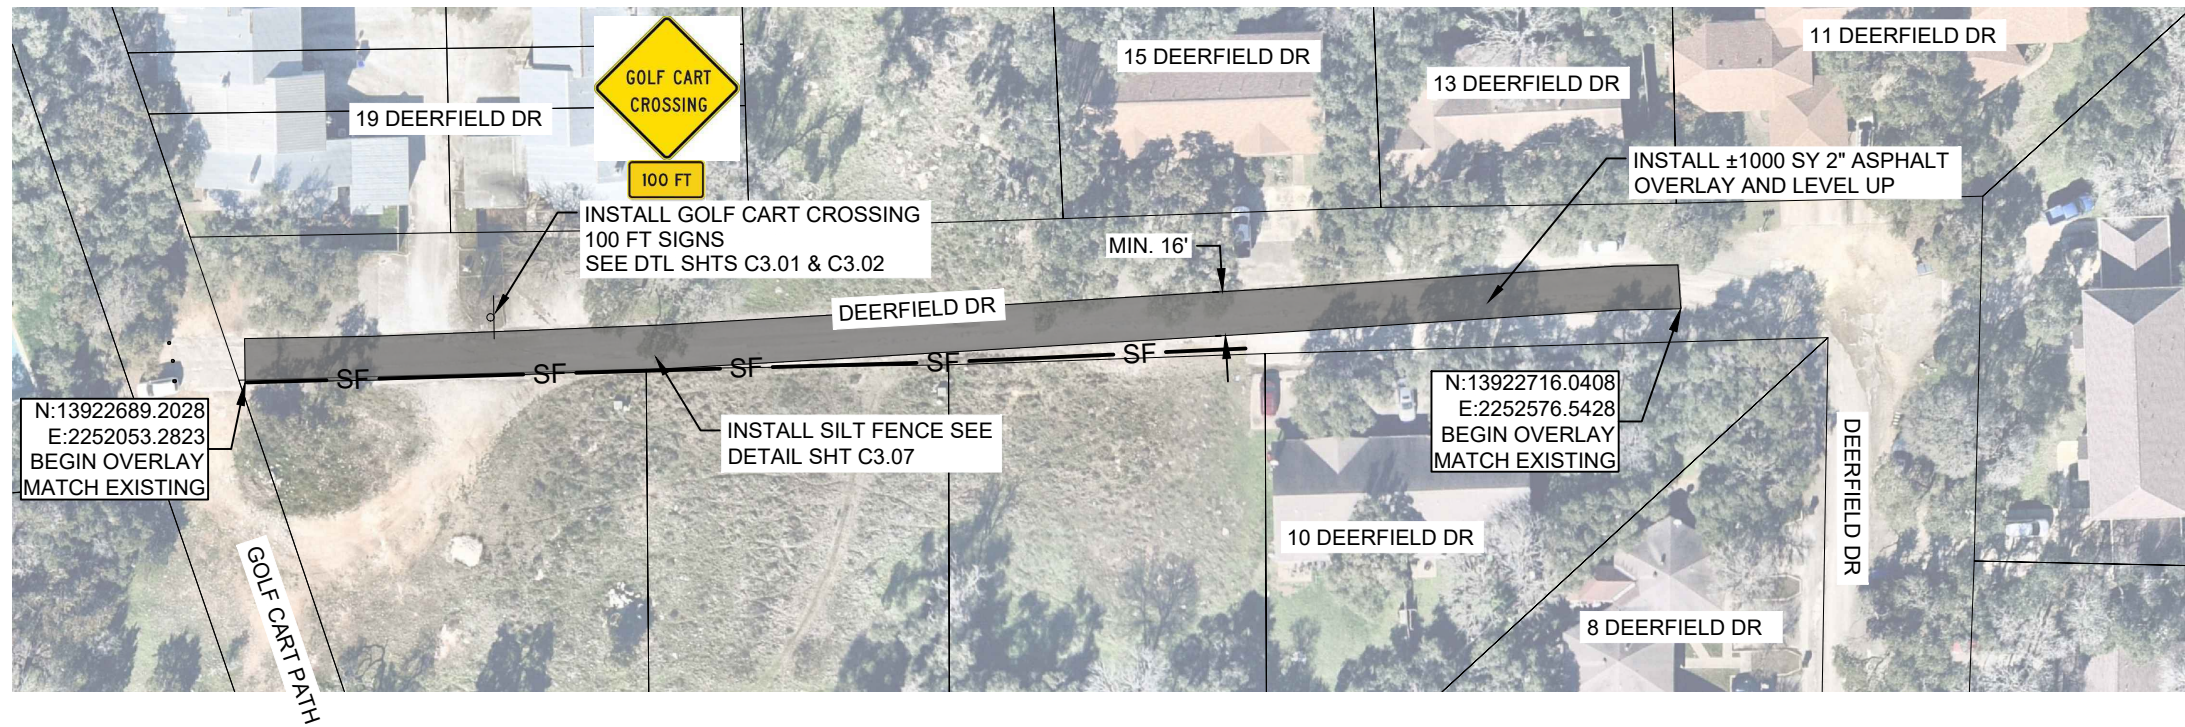 11 DEERFIELD DR
15 DEERFIELD DR
13 DEERFIELD DR
GOLF CART
CROSSING
100 FT
19 DEERFIELD DR
INSTALL ±1000 SY 2" ASPHALT
OVERLAY AND LEVEL UP
INSTALL GOLF CART CROSSING
100 FT SIGNS
SEE DTL SHTS C3.01 & C3.02
MIN. 16'
DEERFIELD DR
SF
SF
SF
SF
SF
N:13922689.2028
E:2252053.2823
BEGIN OVERLAY
MATCH EXISTING
INSTALL SILT FENCE SEE
DETAIL SHT C3.07
N:13922716.0408
E:2252576.5428
BEGIN OVERLAY
MATCH EXISTING
DEERFIELD DR
10 DEERFIELD DR
8 DEERFIELD DR
GOLF CART PATH